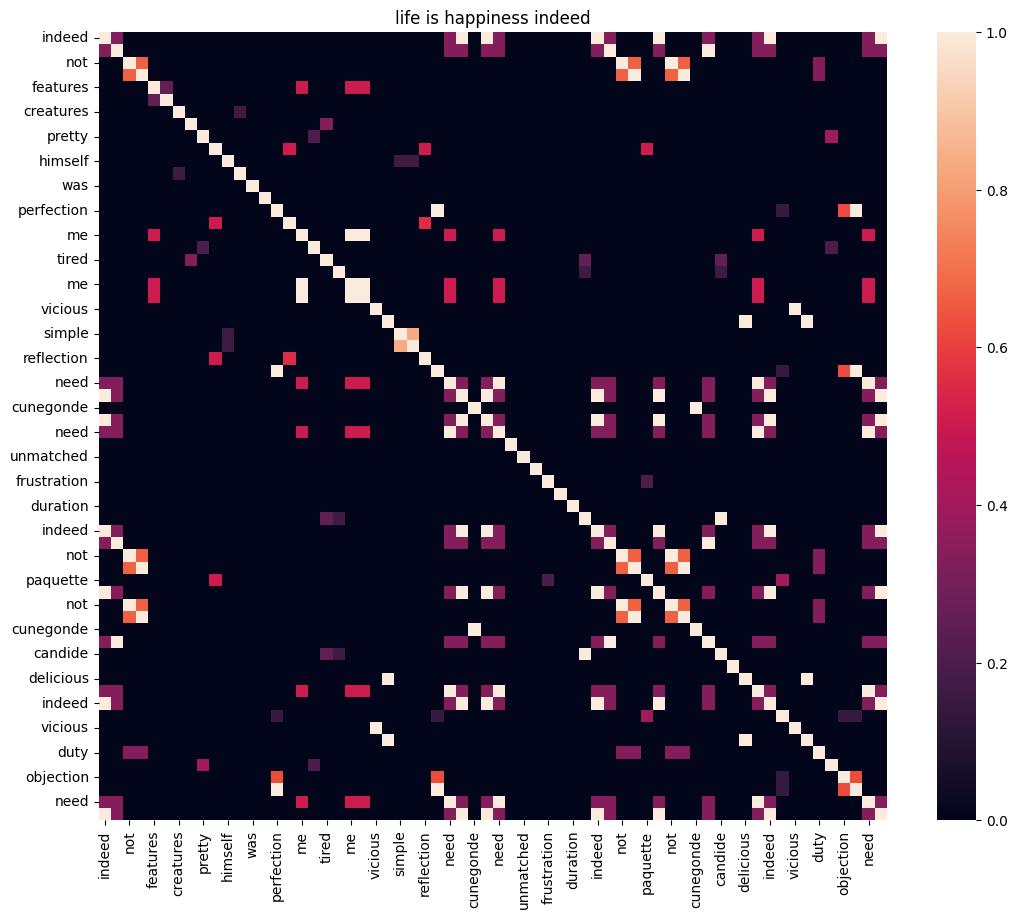 life is happiness indeed
indeed
not
features
creatures
pretty
himself
was
perfection
me
tired
me
vicious
simple
reflection
need
cunegonde
need
unmatched
frustration
duration
indeed
not
paquette
not
cunegonde
candide
delicious
indeed
vicious
duty
objection
need
indeed
not
features
creatures
pretty
himself
was
perfection
me
tired
me
vicious
simple
reflection
need
cunegonde
need
unmatched
frustration
duration
indeed
not
paquette
not
cunegonde
candide
delicious
indeed
vicious
duty
objection
need
1.0
0.8
0.6
0.4
0.2
0.0